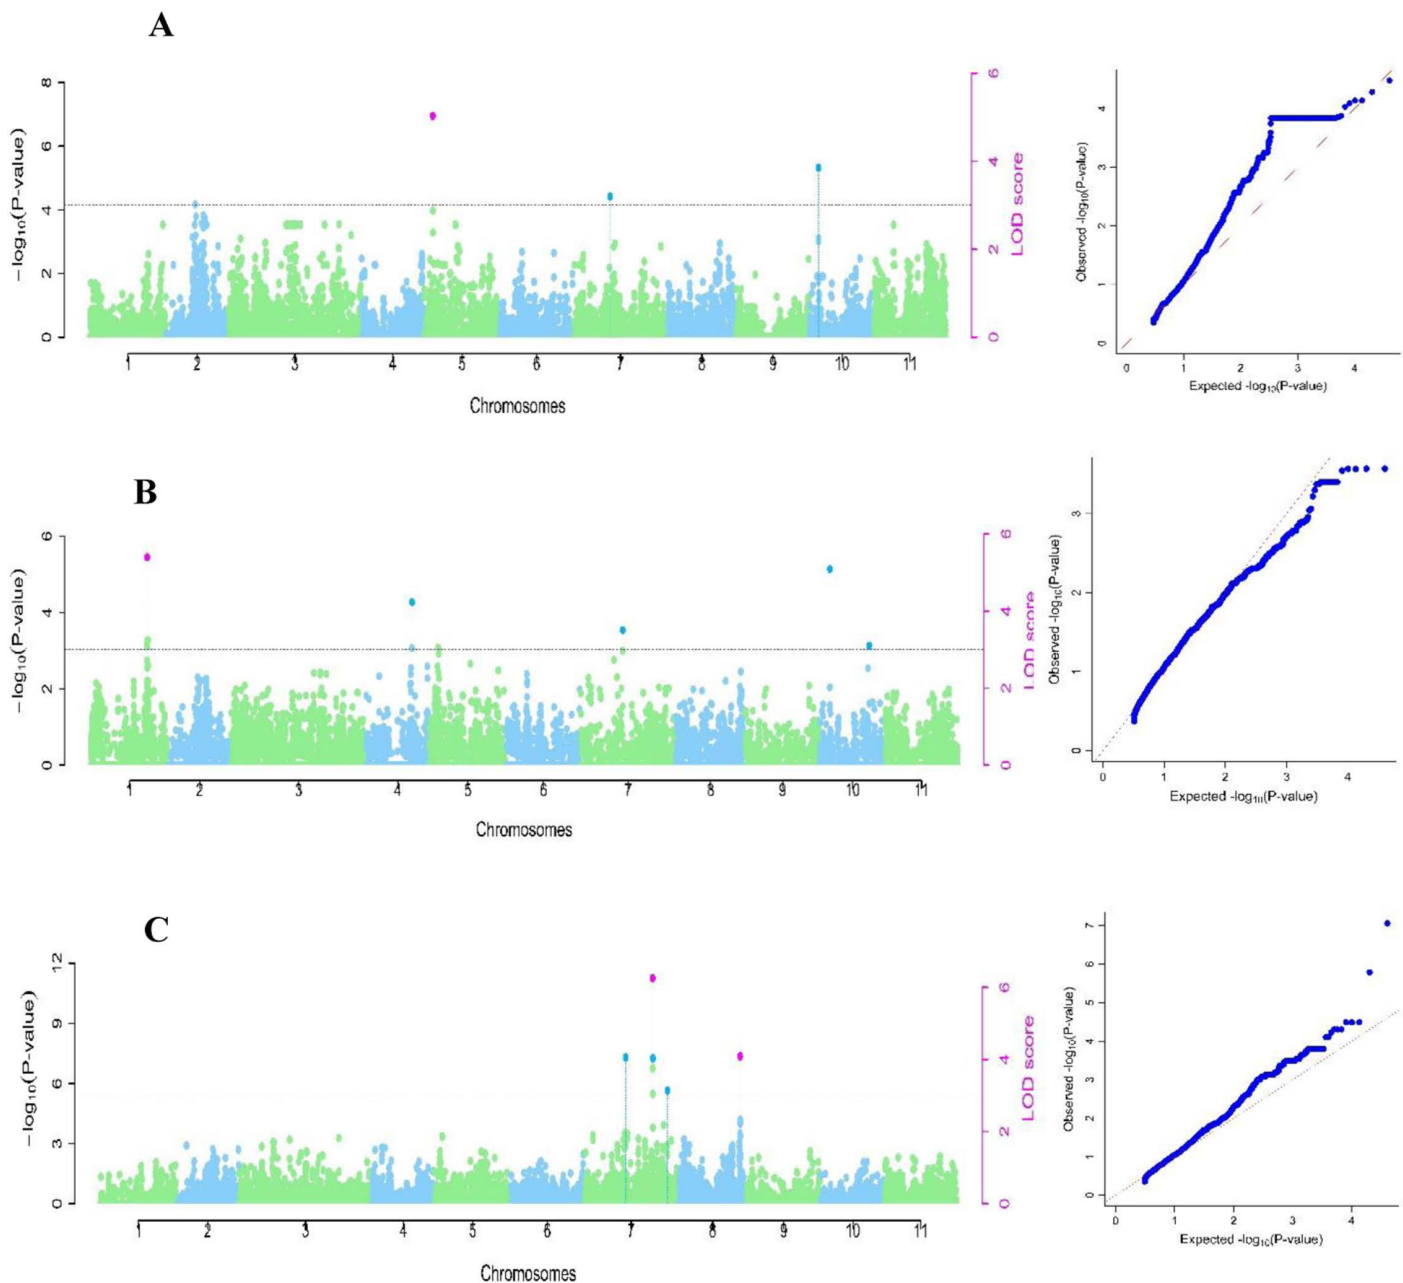 A
8
6
4
2
0
−log₁₀(P-value)
6
4
2
0
LOD score
1 2 3 4 5 6 7 8 9 10 11
Chromosomes
4
3
2
1
0
Observed -log₁₀(P-value)
0 1 2 3 4
Expected -log₁₀(P-value)
B
6
4
2
0
−log₁₀(P-value)
6
4
2
0
LOD score
1 2 3 4 5 6 7 8 9 10 11
Chromosomes
3
2
1
0
Observed -log₁₀(P-value)
0 1 2 3 4
Expected -log₁₀(P-value)
C
12
9
6
3
0
−log₁₀(P-value)
6
4
2
0
LOD score
1 2 3 4 5 6 7 8 9 10 11
Chromosomes
7
6
5
4
3
2
1
0
Observed -log₁₀(P-value)
0 1 2 3 4
Expected -log₁₀(P-value)